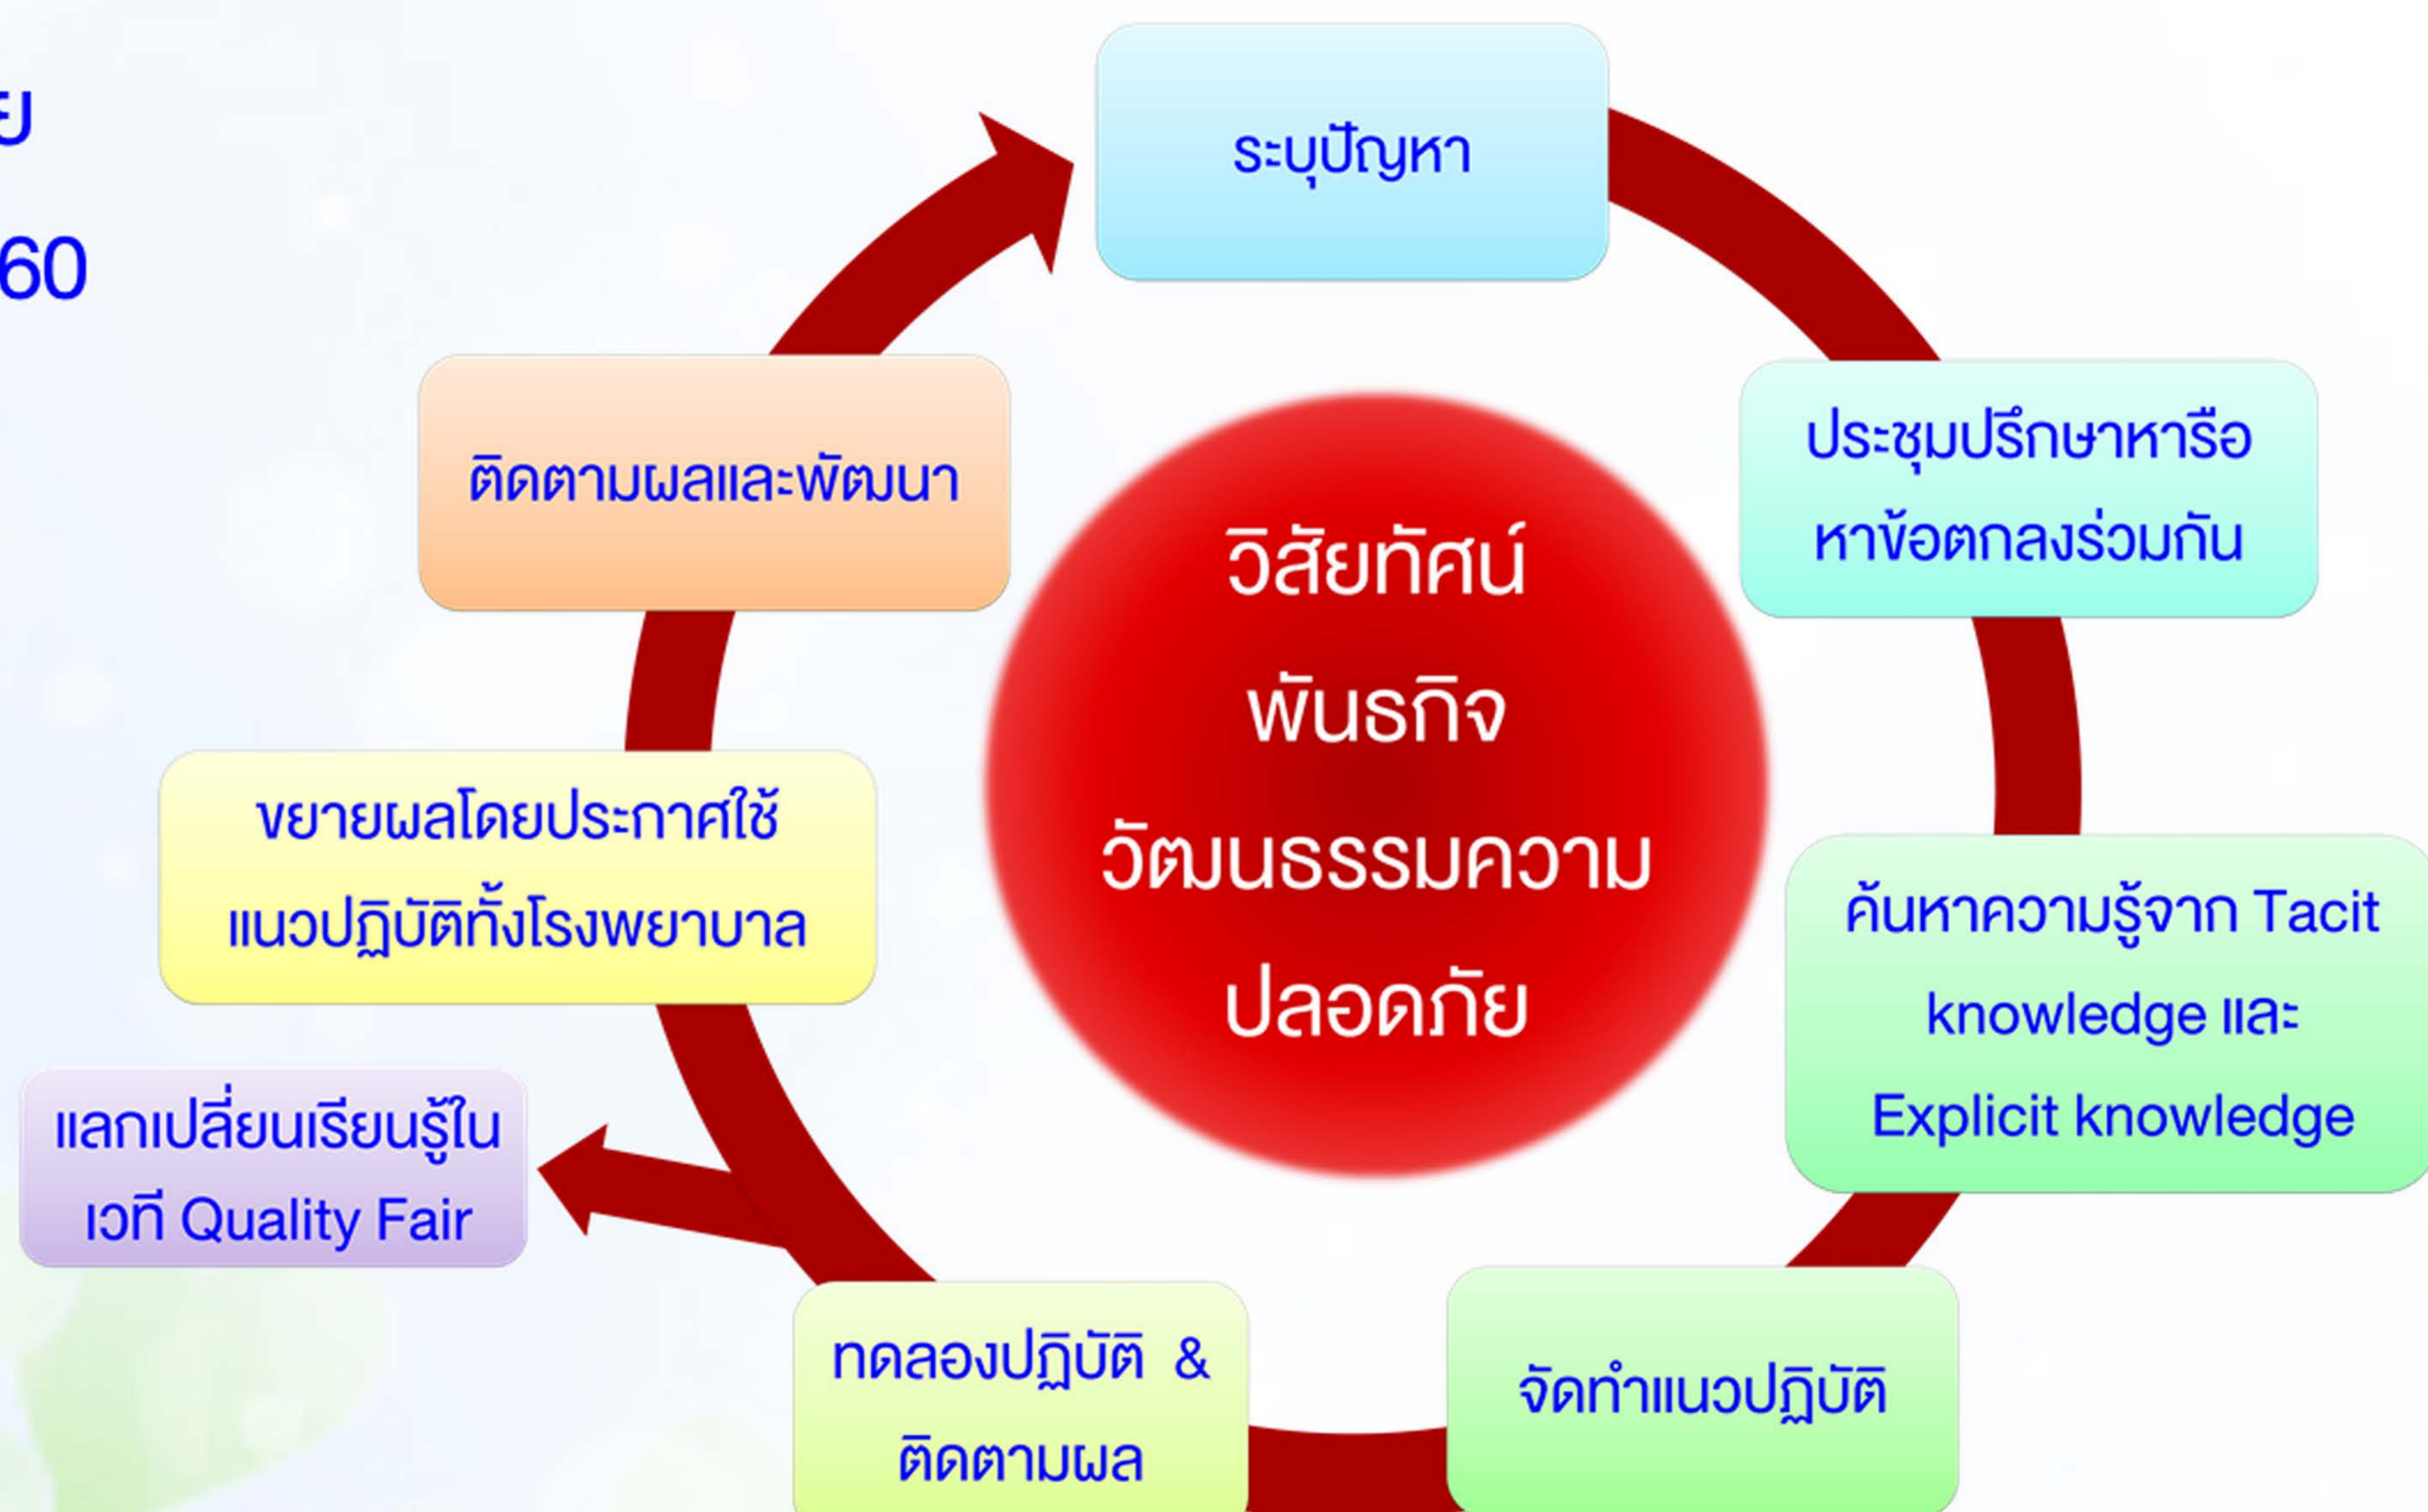 ย
60
ระบุปัญหา
ประชุมปรึกษาหารือ
หาข้อตกลงร่วมกัน
ค้นหาความรู้จาก Tacit
knowledge และ
Explicit knowledge
จัดทำแนวปฏิบัติ
ทดลองปฏิบัติ &
ติดตามผล
แลกเปลี่ยนเรียนรู้ใน
เวที Quality Fair
ขยายผลโดยประกาศใช้
แนวปฏิบัติทั้งโรงพยาบาล
ติดตามผลและพัฒนา
วิสัยทัศน์
พันธกิจ
วัฒนธรรมความ
ปลอดภัย